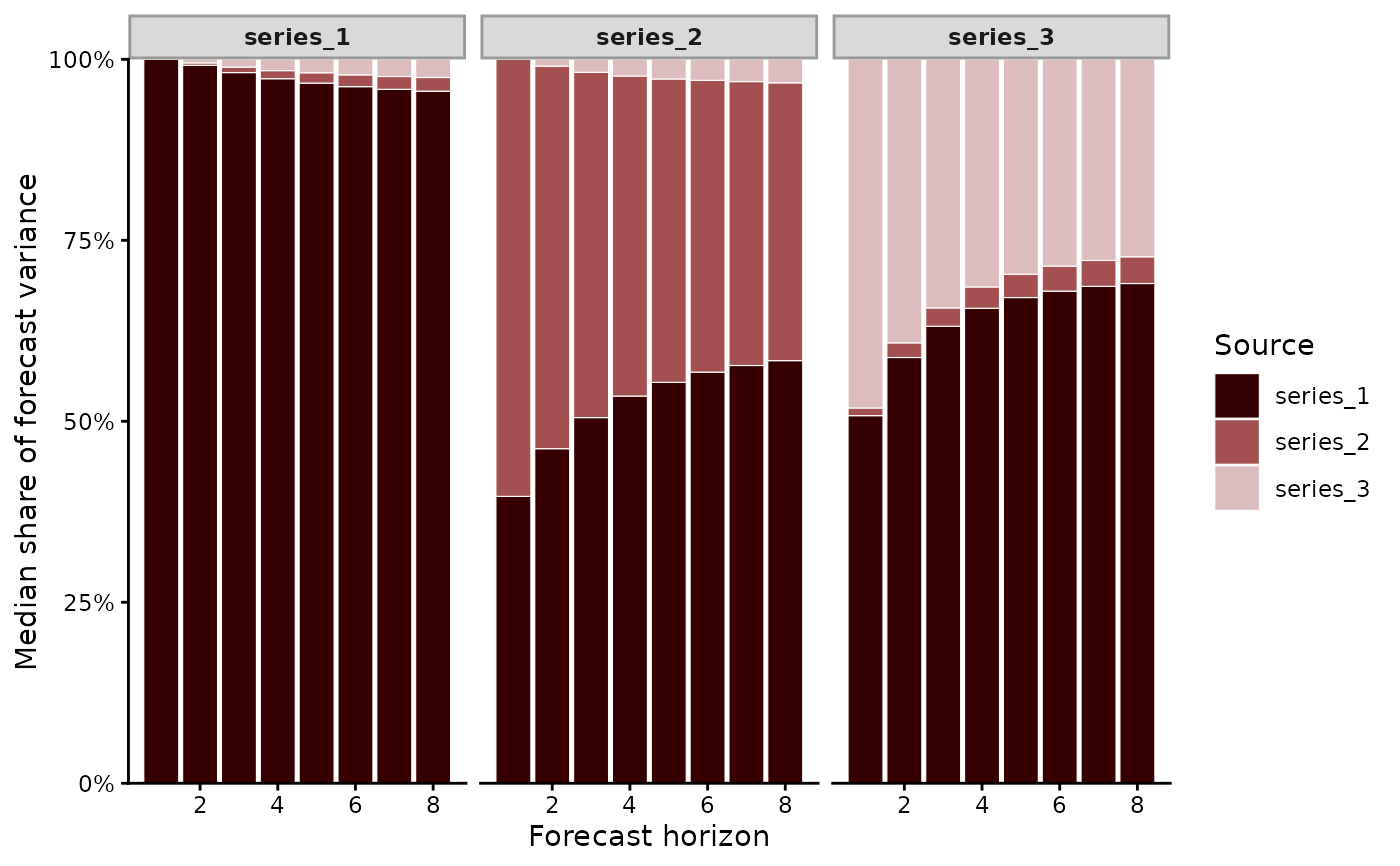 series_1
series_2
series_3
Median share of forecast variance
100%
75%
50%
25%
0%
2 4 6 8
2 4 6 8
2 4 6 8
Forecast horizon
Source
series_1
series_2
series_3